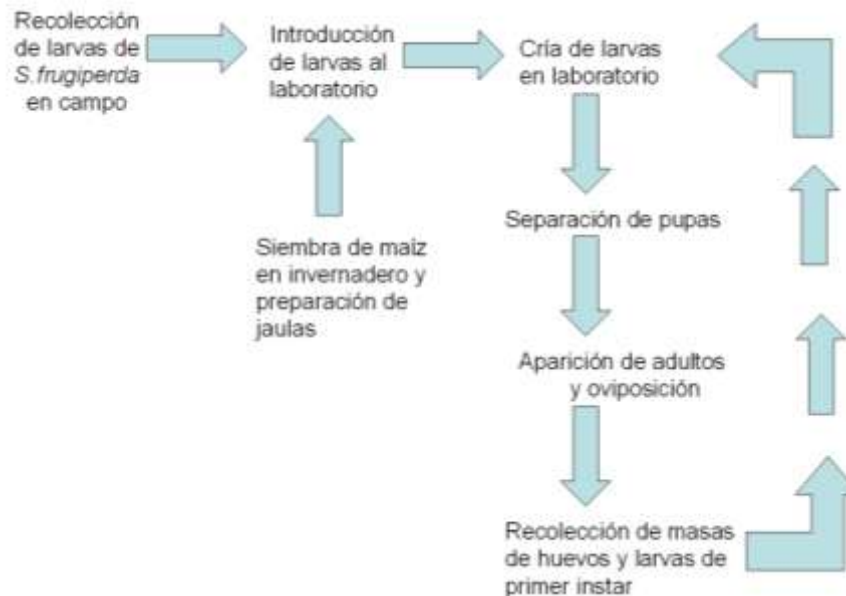 Recolección
de larvas de
S. frugiperda
en campo
Introducción
de larvas al
laboratorio
Cría de larvas
en laboratorio
Siembra de maíz
en invernadero y
preparación de
jaulas
Separación de pupas
Aparición de adultos
y oviposición
Recolección de masas
de huevos y larvas de
primer instar